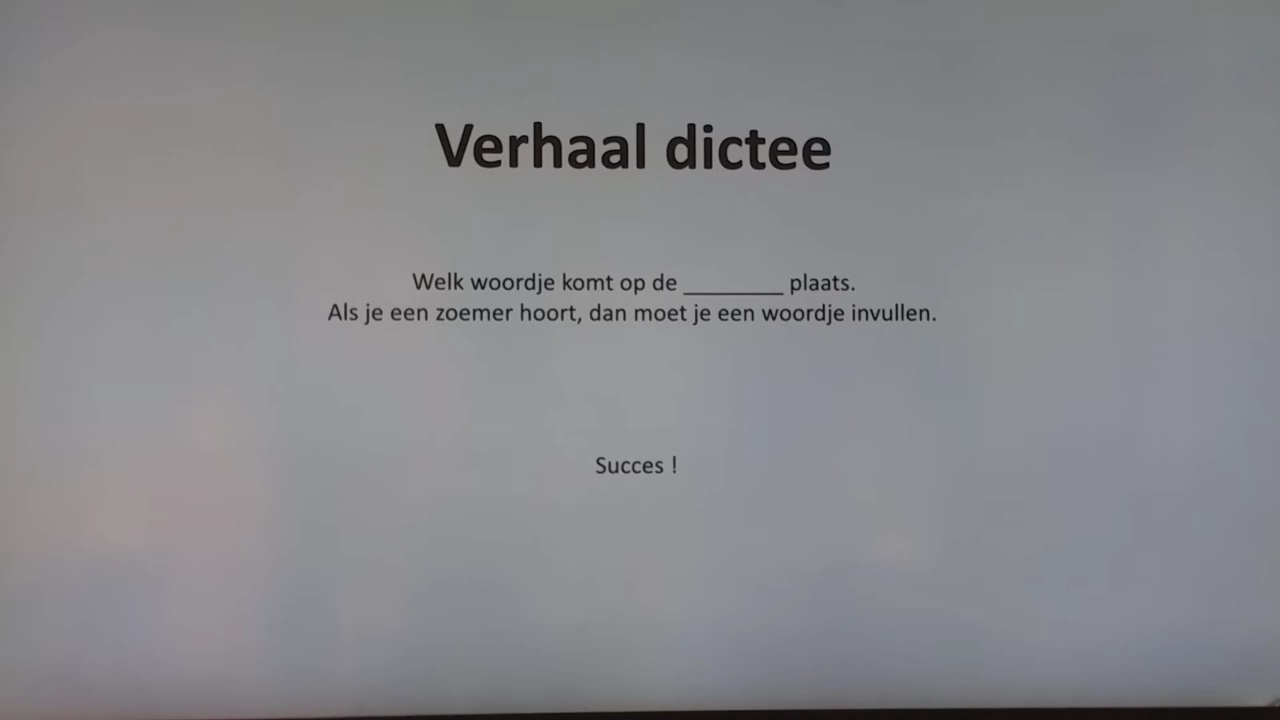 Verhaal dictee
Welk woordje komt op de ________ plaats.
Als je een zoemer hoort, dan moet je een woordje invullen.
Succes !